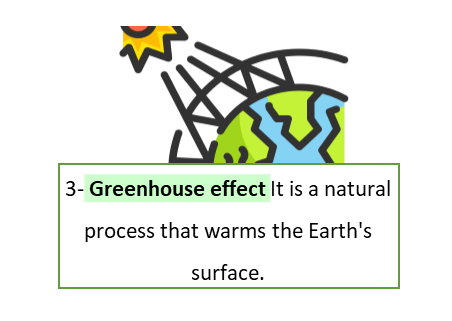 3- Greenhouse effect It is a natural
process that warms the Earth's
surface.